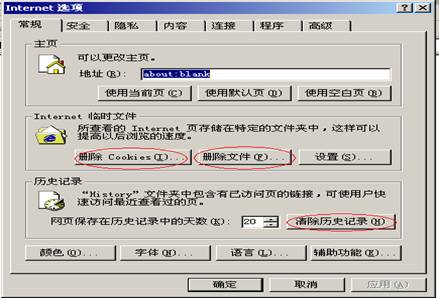 Internet 选项
常规 安全 隐私 内容 连接 程序 高级
主页
可以更改主页。
地址(R): about:blank
使用当前页(C) 使用默认页(D) 使用空白页(B)
Internet 临时文件
所查看的 Internet 页存储在特定的文件夹中，这样可以
提高以后浏览的速度。
删除 Cookies(I)... 删除文件(F)... 设置(S)...
历史记录
“History”文件夹中包含有已访问页的链接，可使用户快
速访问最近查看过的页。
网页保存在历史记录中的天数(K): 20 清除历史记录(H)
颜色(O)... 字体(N)... 语言(L)... 辅助功能(E)...
确定 取消 应用(A)